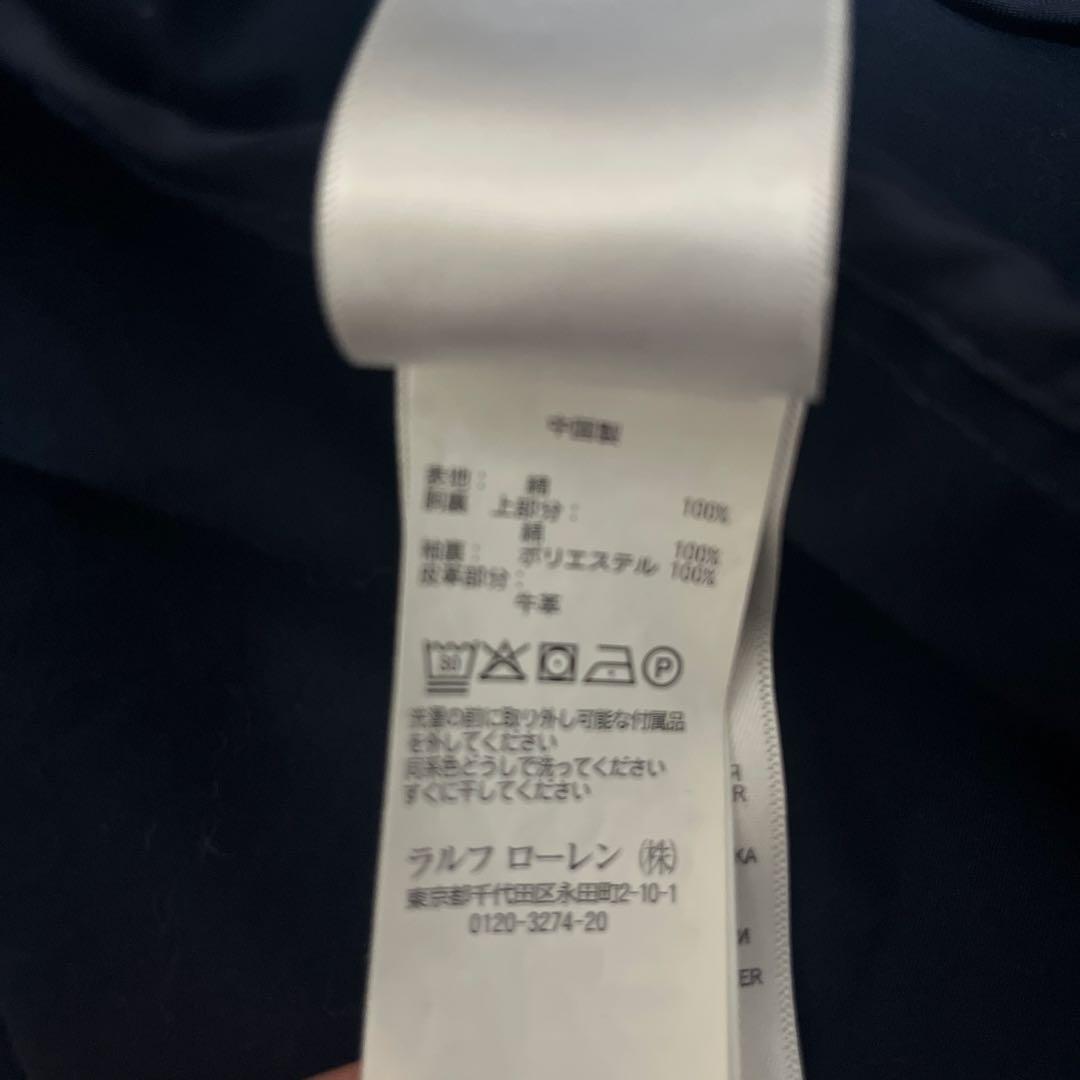 中国製
表地： 綿 100%
胴裏 上部分：
綿 100%
袖裏： ポリエステル 100%
皮革部分：
牛革
30
P
洗濯の前に取り外し可能な付属品
を外してください
同系色どうしで洗ってください
すぐに干してください
ラルフ ローレン (株)
東京都千代田区永田町2-10-1
0120-3274-20
Я
R
KA
И
ER